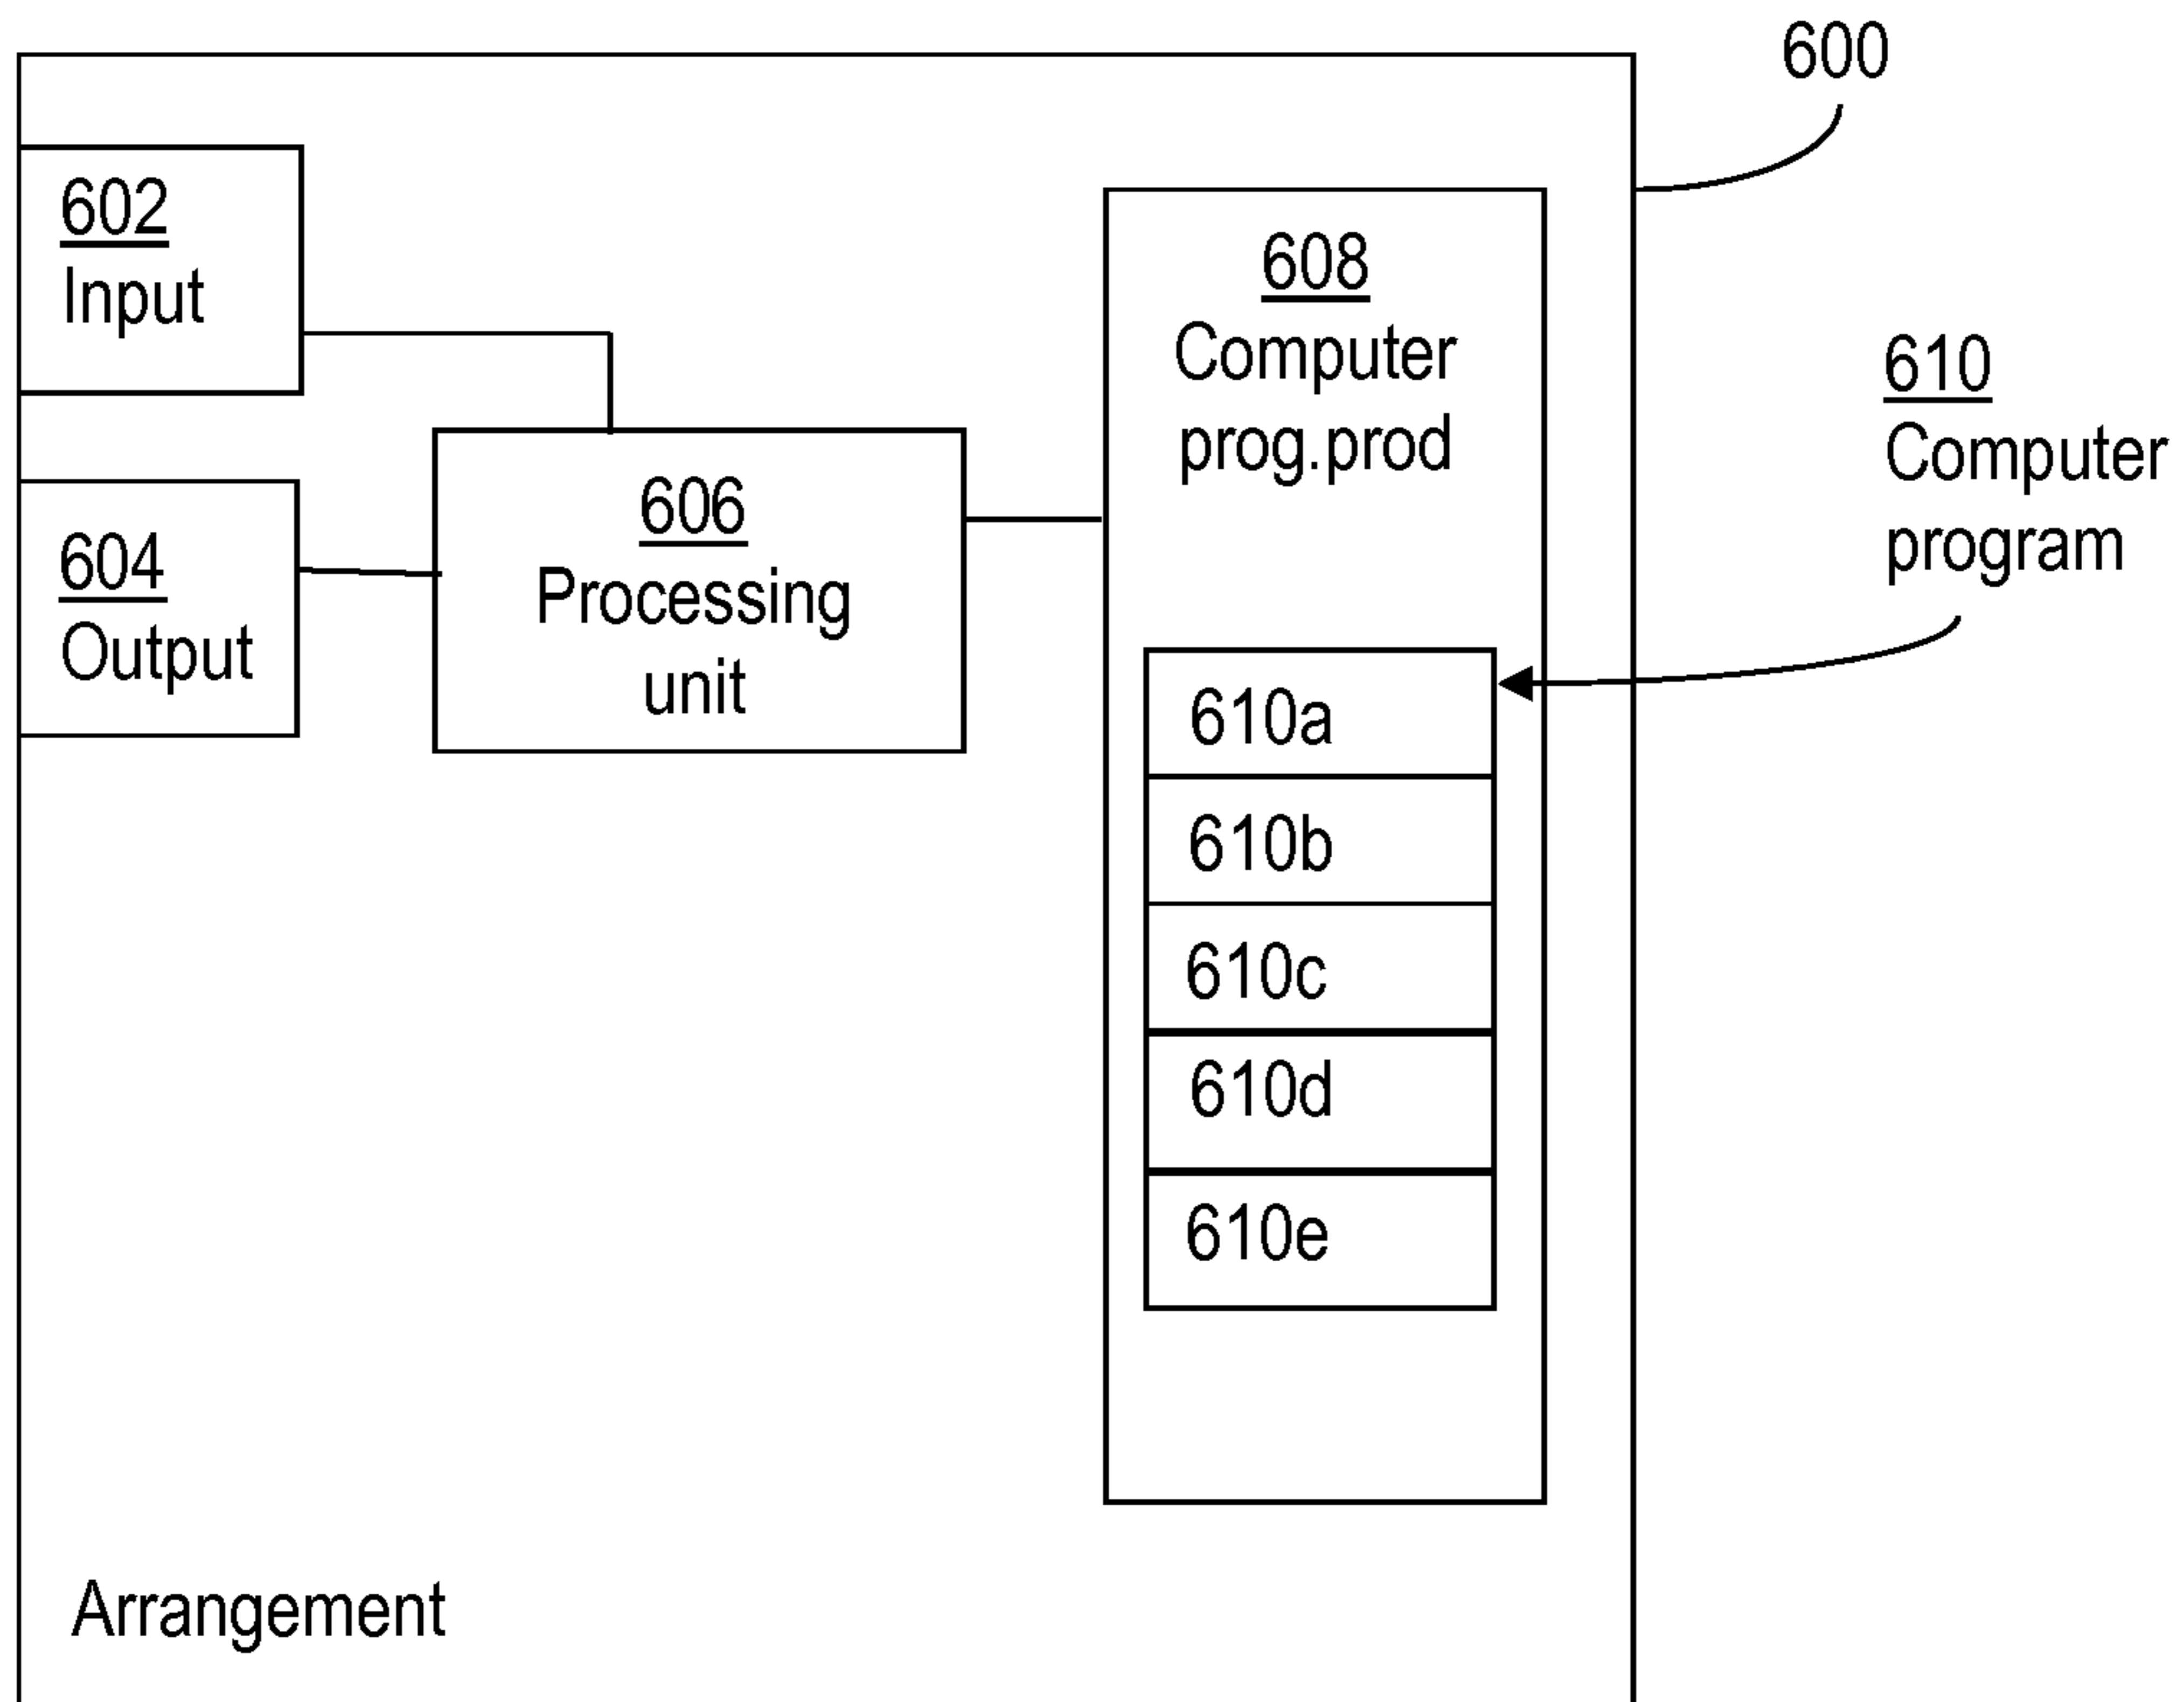 600
602
Input
608
Computer
prog.prod
610
Computer
program
604
Output
606
Processing
unit
610a
610b
610c
610d
610e
Arrangement